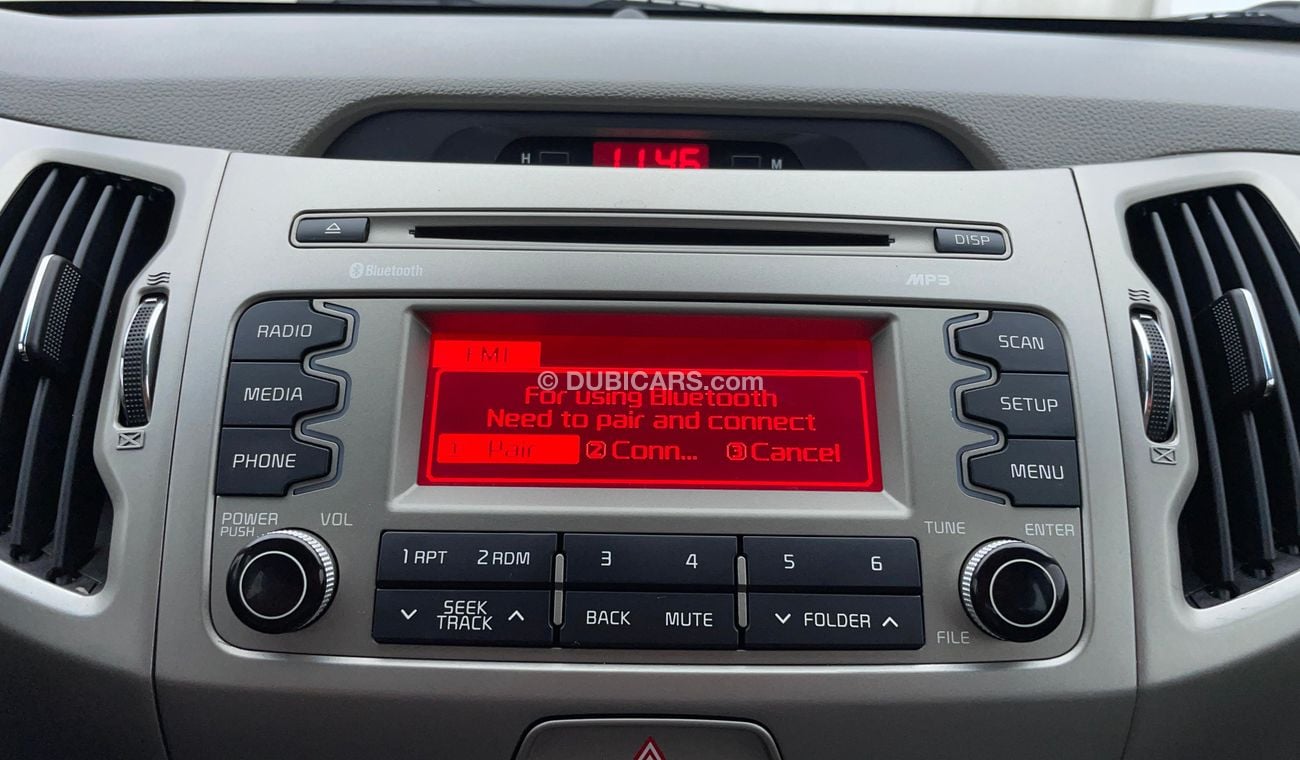 H 11:46 M
DISP
Bluetooth
MP3
RADIO
MEDIA
PHONE
FM1
© DUBICARS.com
For using Bluetooth
Need to pair and connect
1 Pair 2 Conn... 3 Cancel
SCAN
SETUP
MENU
POWER
PUSH
VOL
TUNE
ENTER
1 RPT 2 RDM 3 4 5 6
SEEK
TRACK
BACK MUTE
FOLDER
FILE